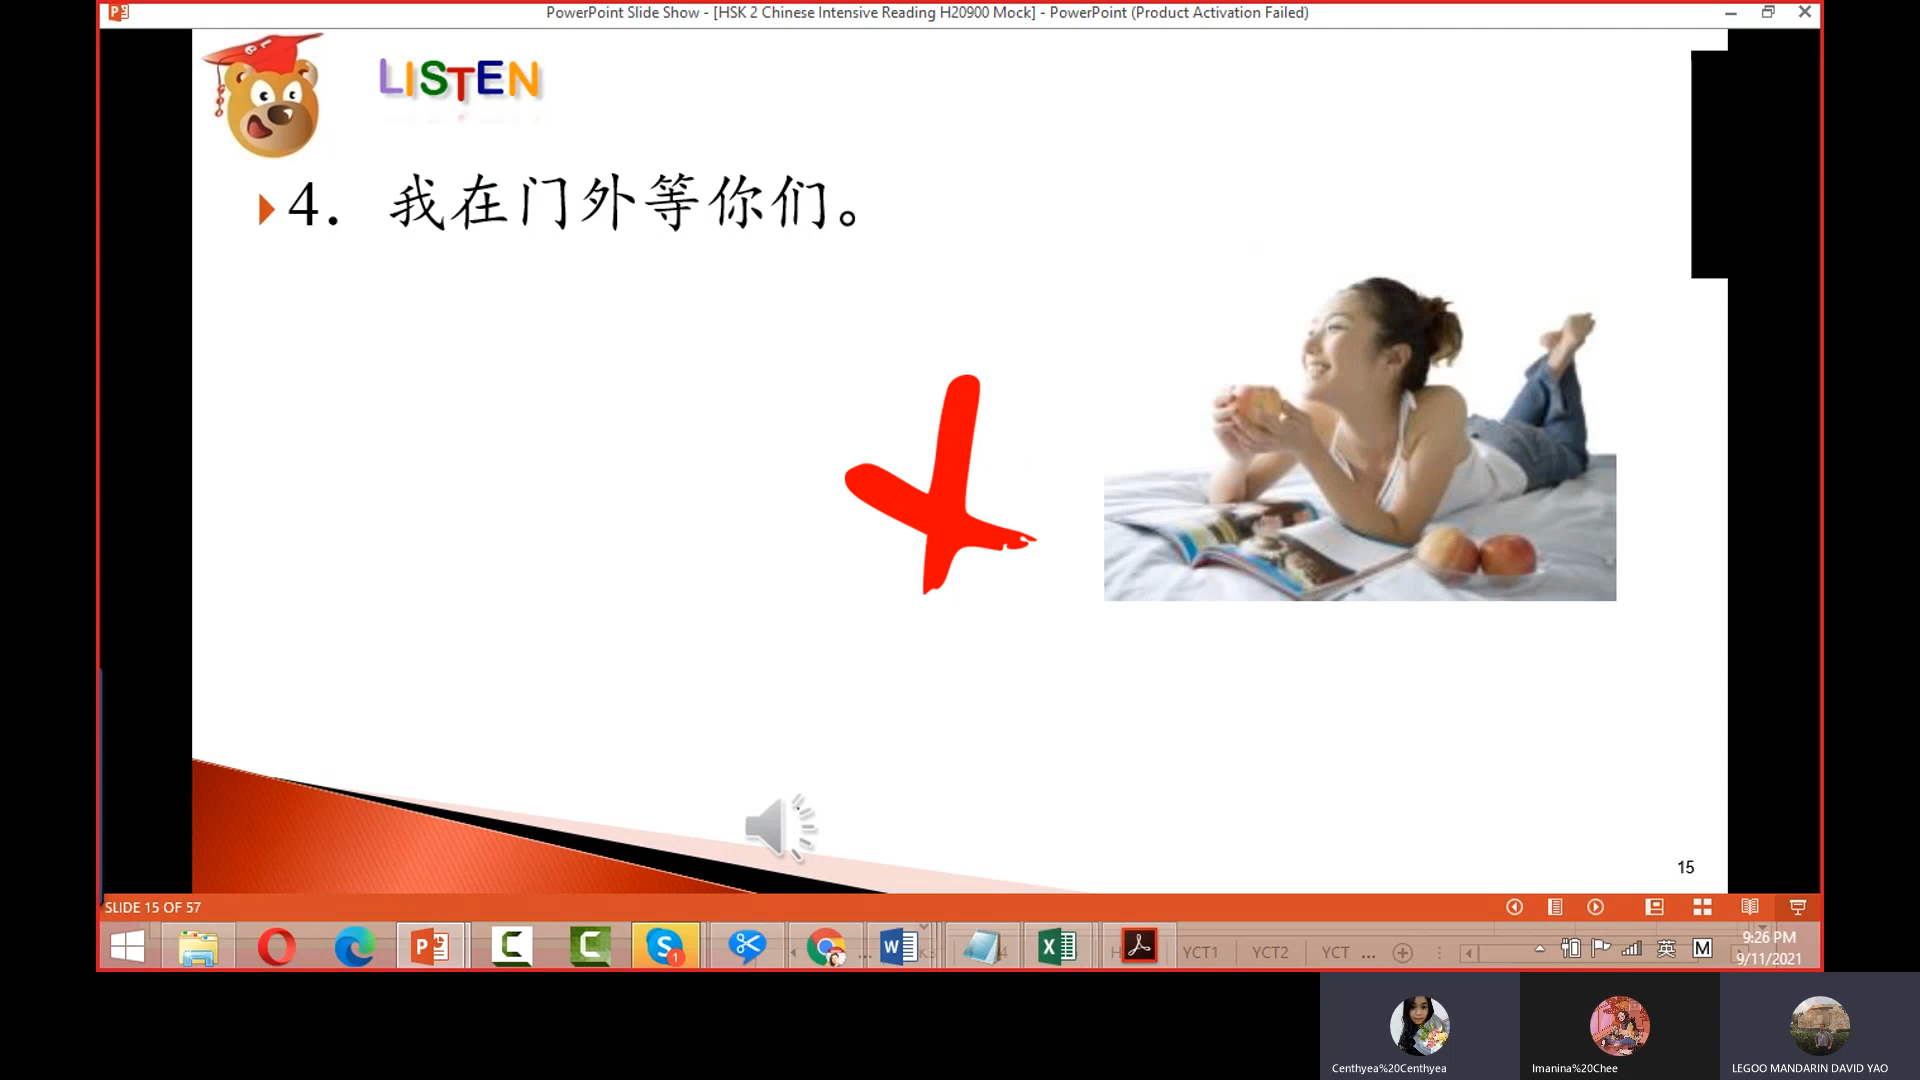 PowerPoint Slide Show - [HSK 2 Chinese Intensive Reading H20900 Mock] - PowerPoint (Product Activation Failed)
LISTEN
4. 我在门外等你们。
15
SLIDE 15 OF 57
YCT1 YCT2 YCT ...
英 M
9:26 PM
9/11/2021
Centhyea%20Centhyea
Imanina%20Chee
LEGOO MANDARIN DAVID YAO